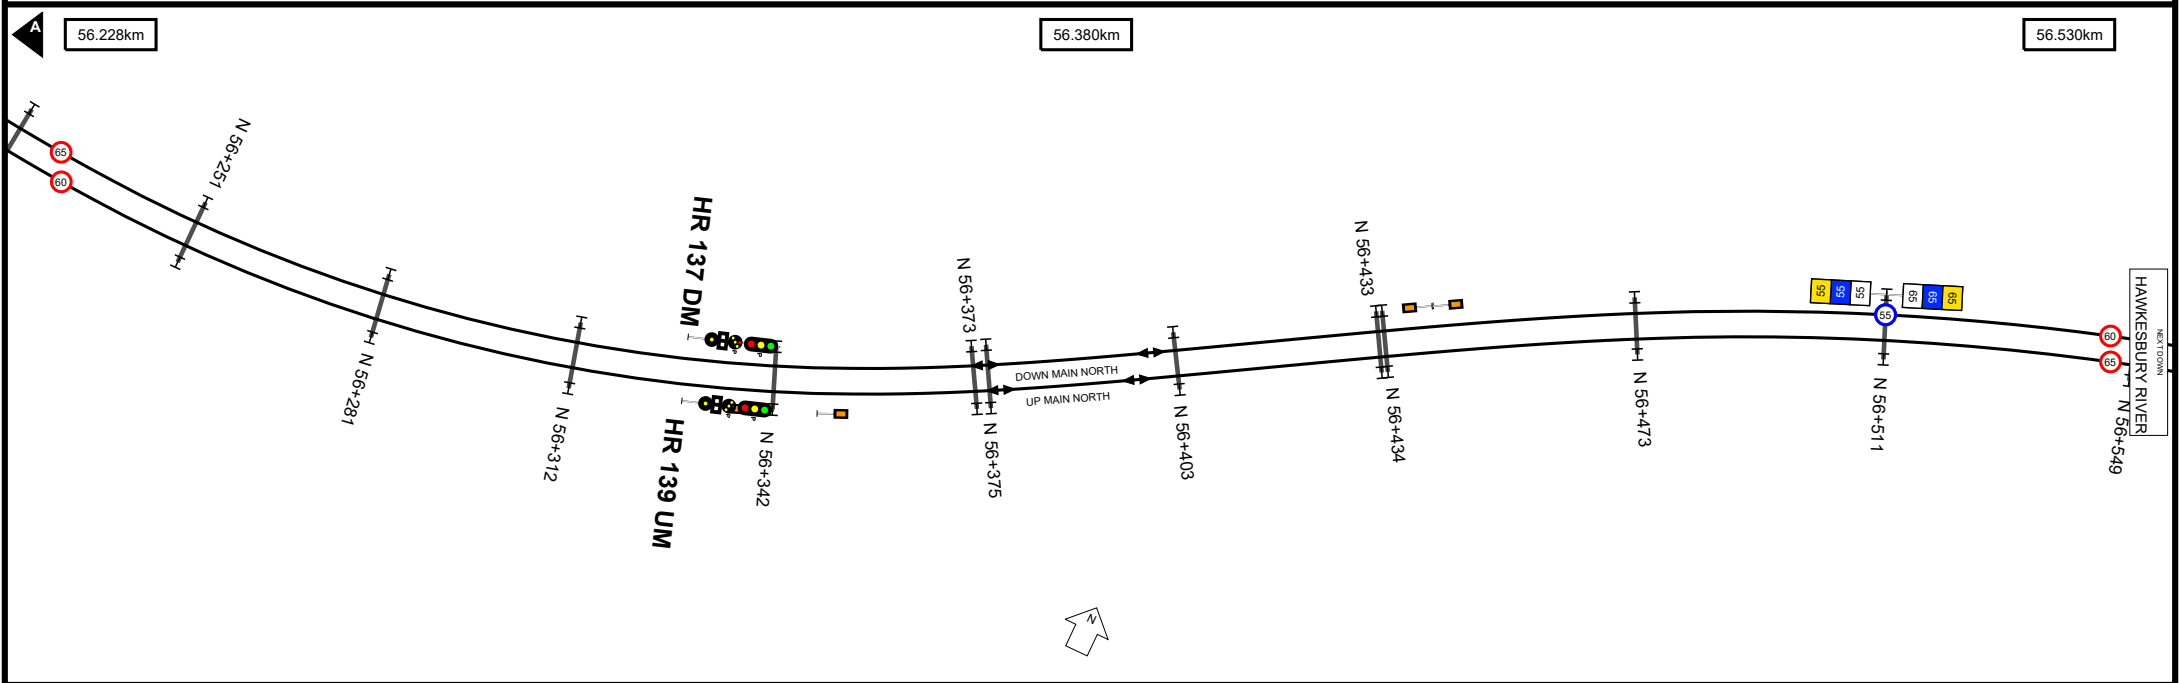 A
56.228km
56.380km
56.530km
65
60
N 56+251
N 56+281
N 56+312
HR 137 DM
HR 139 UM
N 56+342
N 56+373
N 56+375
DOWN MAIN NORTH
UP MAIN NORTH
N 56+403
N 56+433
N 56+434
N 56+473
55
55
55
65
65
65
55
N 56+511
60
65
N 56+549
HAWKESBURY RIVER
NEXT DOWN
N